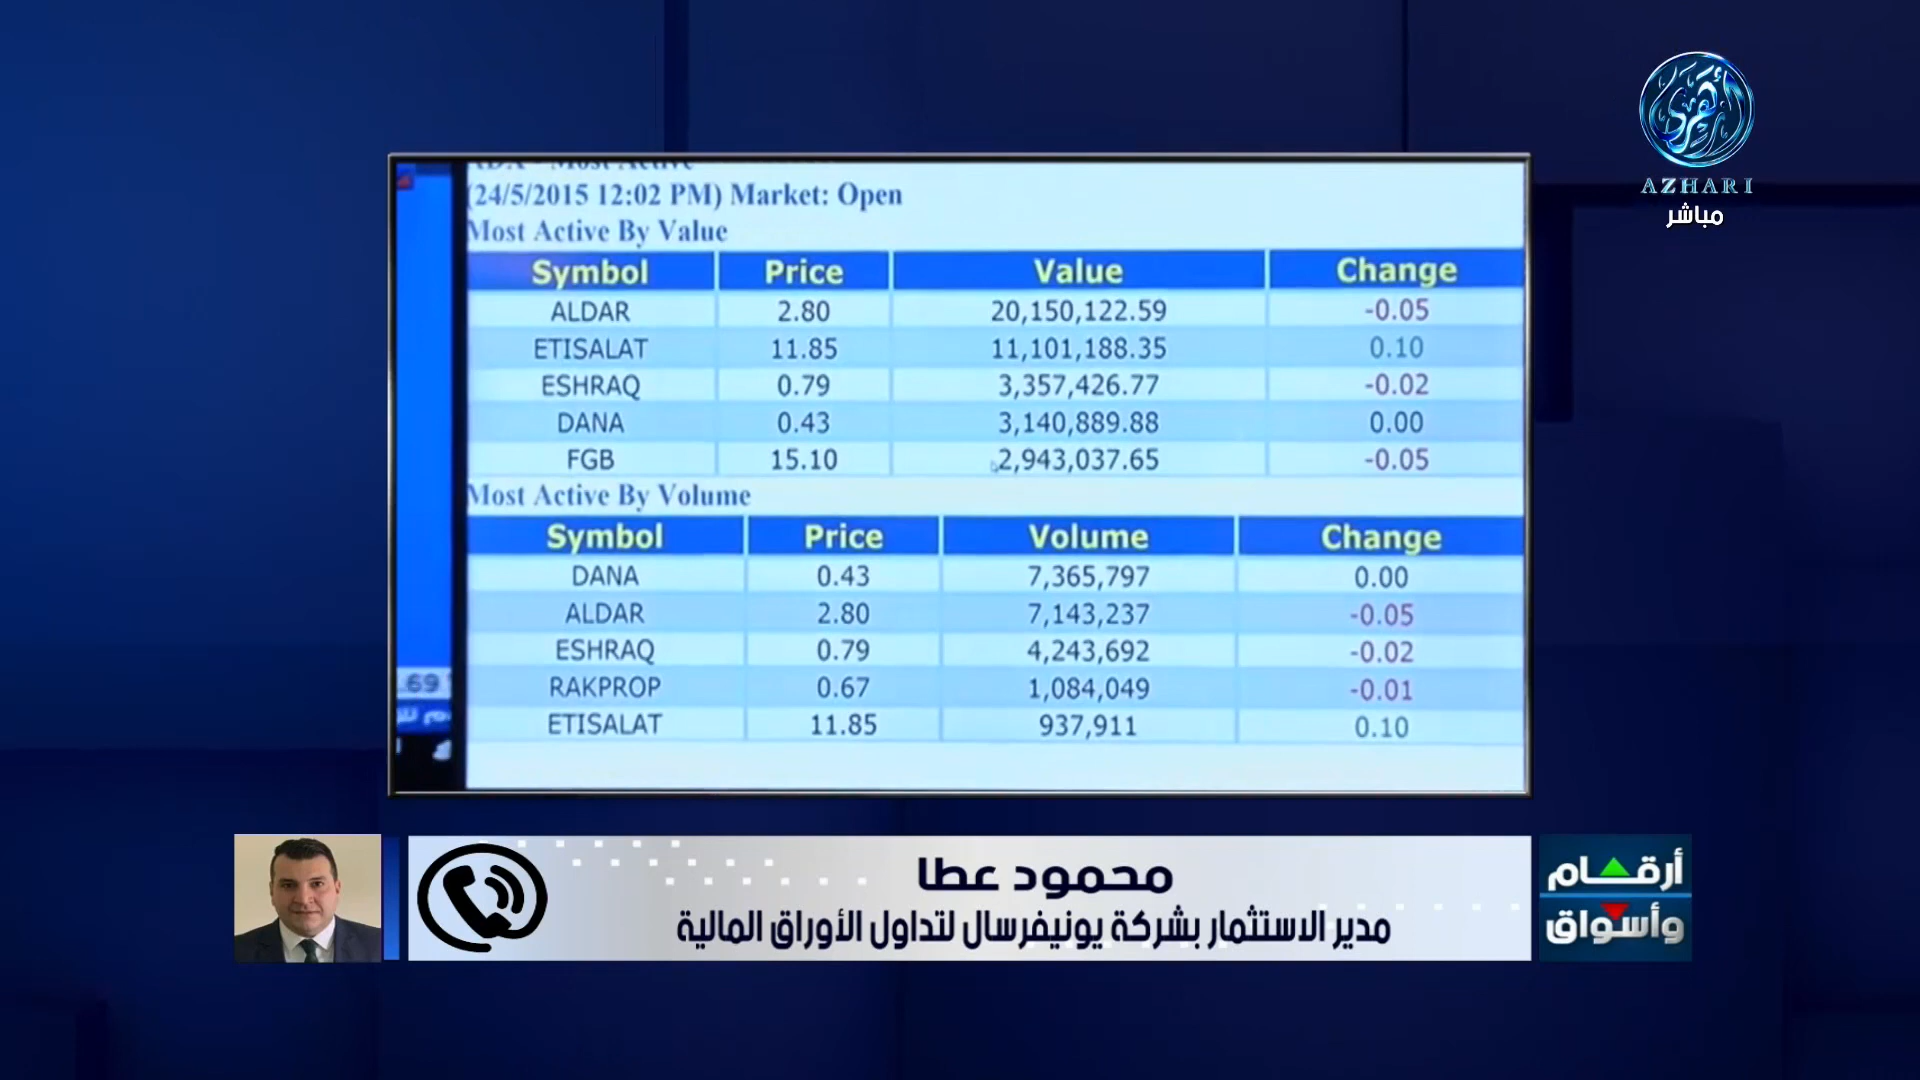 أزهري
AZHARI
مباشر
Most Active
(24/5/2015 12:02 PM) Market: Open
Most Active By Value
Symbol Price Value Change
ALDAR 2.80 20,150,122.59 -0.05
ETISALAT 11.85 11,101,188.35 0.10
ESHRAQ 0.79 3,357,426.77 -0.02
DANA 0.43 3,140,889.88 0.00
FGB 15.10 2,943,037.65 -0.05
Most Active By Volume
Symbol Price Volume Change
DANA 0.43 7,365,797 0.00
ALDAR 2.80 7,143,237 -0.05
ESHRAQ 0.79 4,243,692 -0.02
RAKPROP 0.67 1,084,049 -0.01
ETISALAT 11.85 937,911 0.10
.69
محمود عطا
مدير الاستثمار بشركة يونيفرسال لتداول الأوراق المالية
أرقام
وأسواق